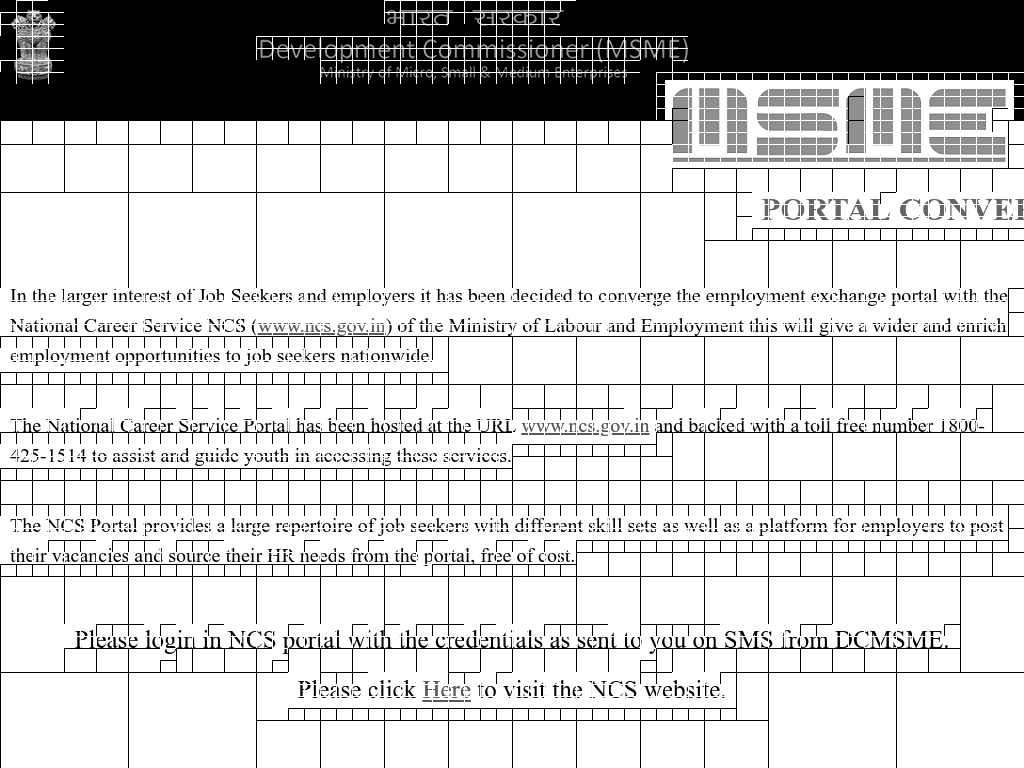 भारत सरकार
Development Commissioner (MSME)
Ministry of Micro, Small & Medium Enterprises
MSME
PORTAL
In the larger interest of Job Seekers and employers it has been decided to converge the employment exchange portal with the
National Career Service NCS (www.ncs.gov.in) of the Ministry of Labour and Employment this will give a wider and enrich
employment opportunities to job seekers nationwide.
The National Career Service Portal has been hosted at the URL www.ncs.gov.in and backed with a toll free number 1800-
425-1514 to assist and guide youth in accessing these services.
The NCS Portal provides a large repertoire of job seekers with different skill sets as well as a platform for employers to post
their vacancies and source their HR needs from the portal, free of cost.
Please login in NCS portal with the credentials as sent to you on SMS from DCMSME.
Please click Here to visit the NCS website.